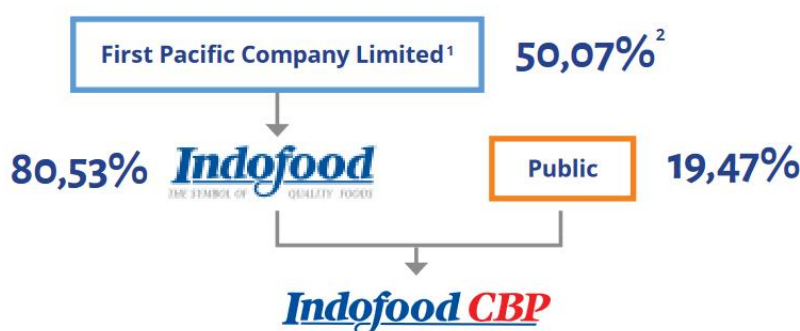 First Pacific Company Limited¹ 50,07%²
80,53% Indofood Public 19,47%
THE SYMBOL OF QUALITY FOODS
Indofood CBP